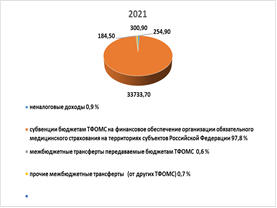 2021
300,90
184,50
254,90
33733,70
неналоговые доходы 0,9 %
субвенции бюджетам ТФОМС на финансовое обеспечение организации обязательного
медицинского страхования на территориях субъектов Российской Федерации 97,8 %
межбюджетные трансферты передаваемые бюджетам ТФОМС 0,6 %
прочие межбюджетные трансферты (от других ТФОМС) 0,7 %